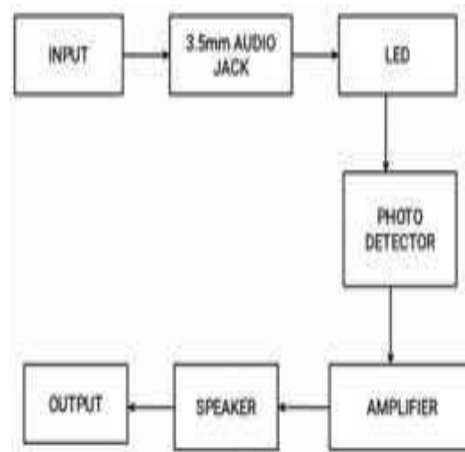 INPUT
3.5mm AUDIO
JACK
LED
PHOTO
DETECTOR
AMPLIFIER
SPEAKER
OUTPUT